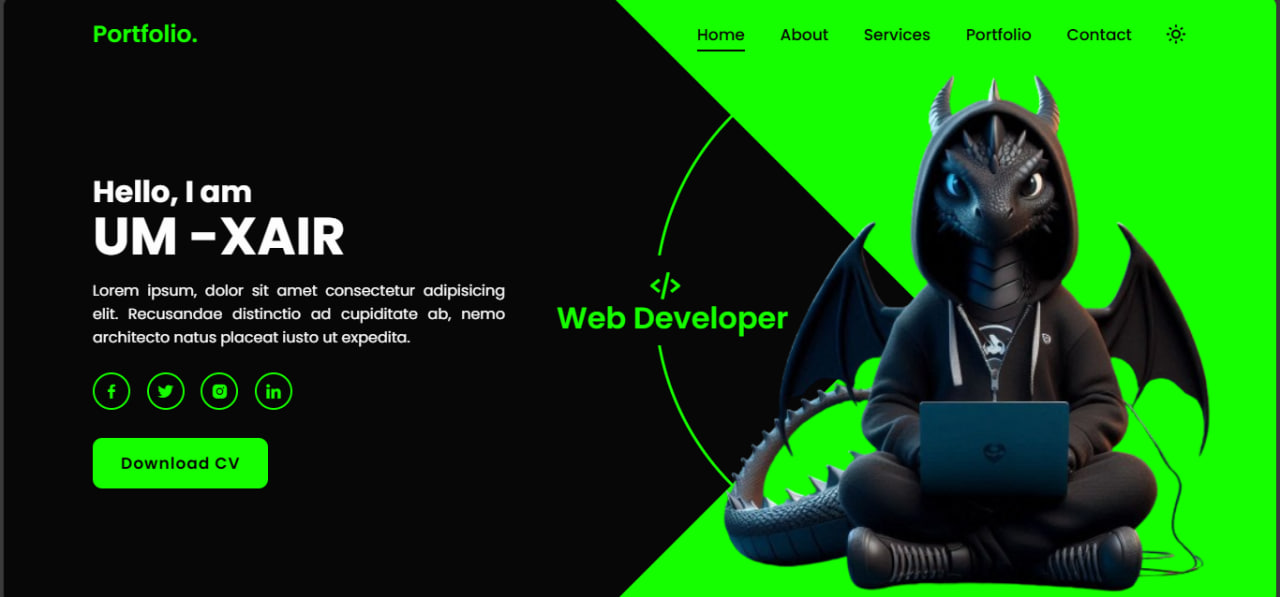 Portfolio.
Home About Services Portfolio Contact
Hello, I am
UM –XAIR
Lorem ipsum, dolor sit amet consectetur adipisicing
elit. Recusandae distinctio ad cupiditate ab, nemo
architecto natus placeat iusto ut expedita.
</>
Web Developer
Download CV